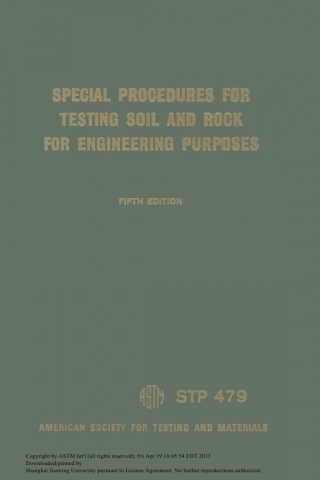 SPECIAL PROCEDURES FOR
TESTING SOIL AND ROCK
FOR ENGINEERING PURPOSES
FIFTH EDITION
ASTM STP 479
AMERICAN SOCIETY FOR TESTING AND MATERIALS
Copyright by ASTM Int'l (all rights reserved); Fri Apr 19 16:45:54 EDT 2013
Downloaded/printed by
Shanghai Jiaotong University pursuant to License Agreement. No further reproductions authorized.